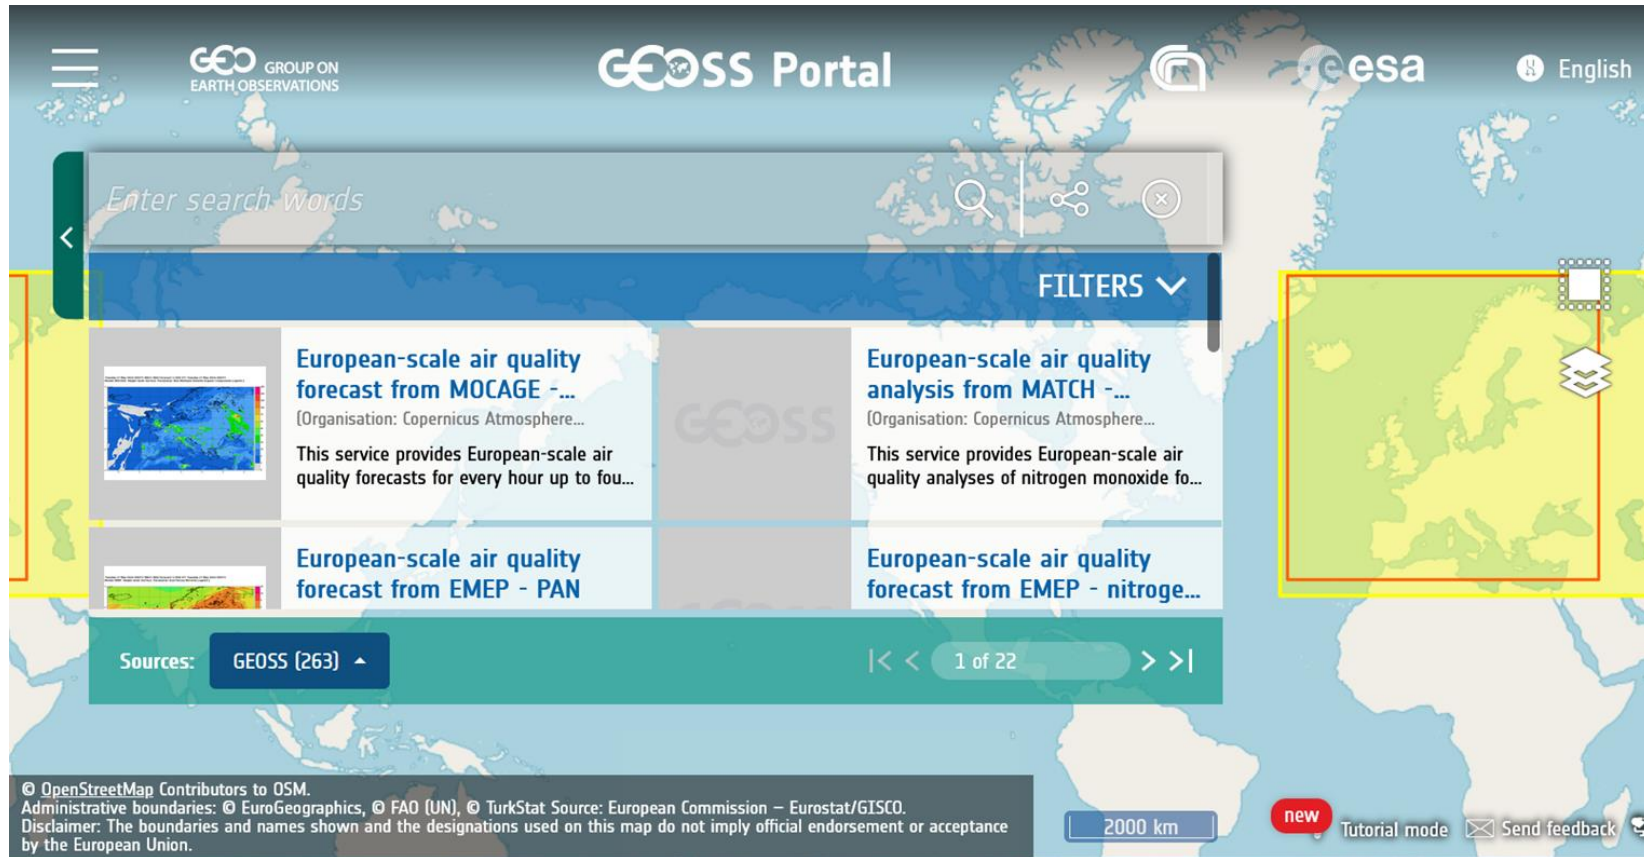 GEO GROUP ON
EARTH OBSERVATIONS
GEOSS Portal
esa
English
Enter search words
FILTERS
European-scale air quality
forecast from MOCAGE -...
(Organisation: Copernicus Atmosphere...
This service provides European-scale air
quality forecasts for every hour up to fou...
GEOSS
European-scale air quality
analysis from MATCH -...
(Organisation: Copernicus Atmosphere...
This service provides European-scale air
quality analyses of nitrogen monoxide fo...
European-scale air quality
forecast from EMEP - PAN
European-scale air quality
forecast from EMEP - nitroge...
Sources: GEOSS (263)
|< < 1 of 22 > >|
© OpenStreetMap Contributors to OSM.
Administrative boundaries: © EuroGeographics, © FAO (UN), © TurkStat Source: European Commission – Eurostat/GISCO.
Disclaimer: The boundaries and names shown and the designations used on this map do not imply official endorsement or acceptance
by the European Union.
2000 km
new
Tutorial mode
Send feedback